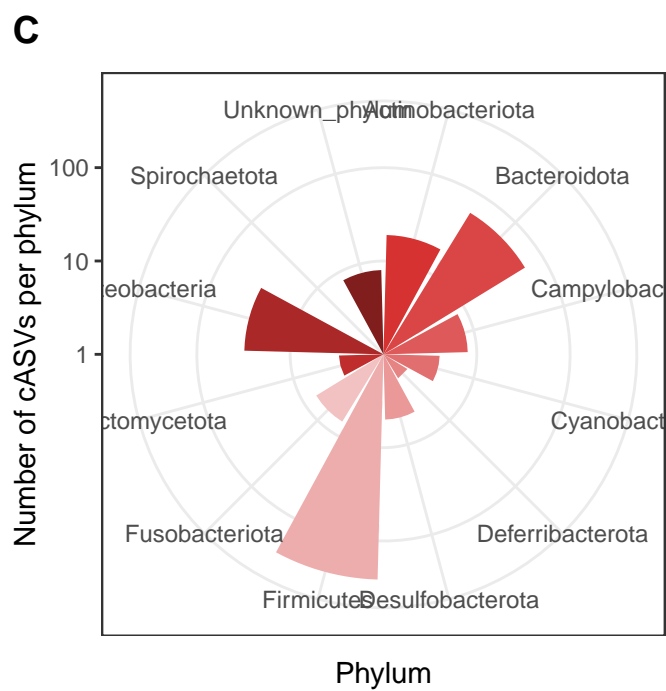 C
Unknown_phylum
Actinobacteriota
100
Spirochaetota
Bacteroidota
10
eobacteria
Campylobac
1
ctomycetota
Cyanobact
Fusobacteriota
Deferribacterota
Firmicutes
Desulfobacterota
Number of cASVs per phylum
Phylum